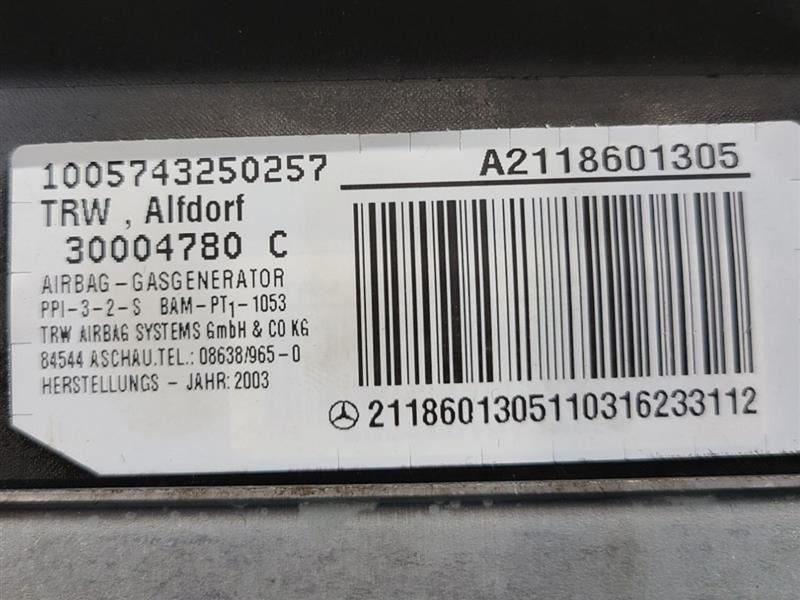 1005743250257
A2118601305
TRW , Alfdorf
30004780 C
AIRBAG-GASGENERATOR
PPI-3-2-S BAM-PT1-1053
TRW AIRBAG SYSTEMS GmbH & CO KG
84544 ASCHAU.TEL.: 08638/965-0
HERSTELLUNGS - JAHR: 2003
2118601305110316233112